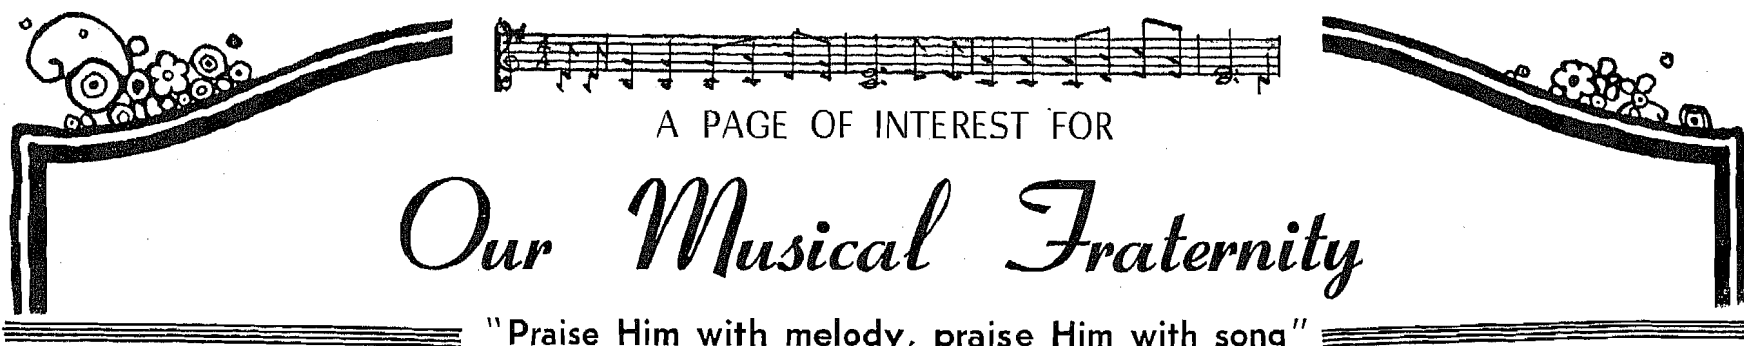 A PAGE OF INTEREST FOR
Our Musical Fraternity
"Praise Him with melody, praise Him with song"